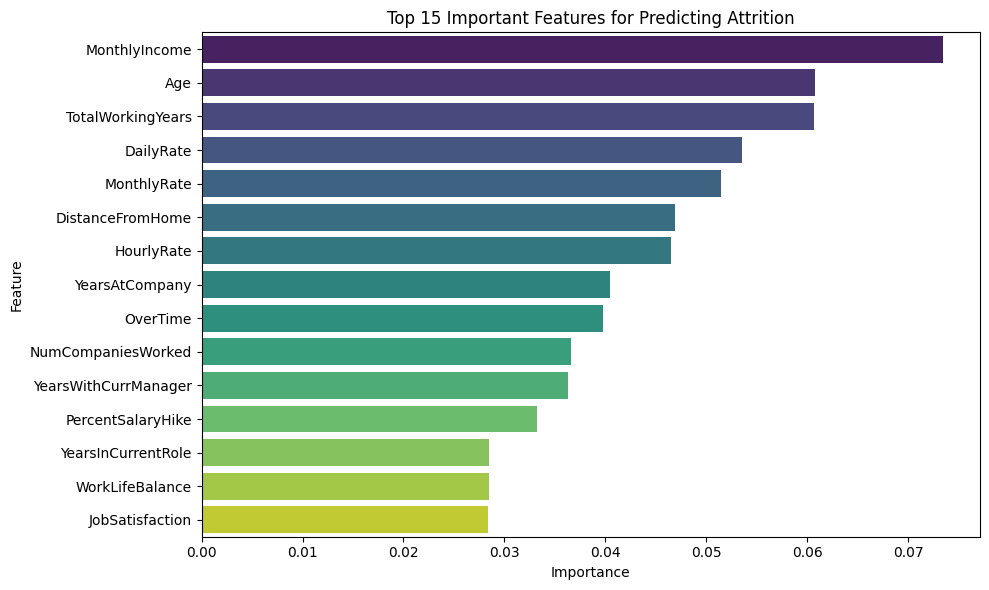 Top 15 Important Features for Predicting Attrition
Feature
MonthlyIncome
Age
TotalWorkingYears
DailyRate
MonthlyRate
DistanceFromHome
HourlyRate
YearsAtCompany
OverTime
NumCompaniesWorked
YearsWithCurrManager
PercentSalaryHike
YearsInCurrentRole
WorkLifeBalance
JobSatisfaction
0.00 0.01 0.02 0.03 0.04 0.05 0.06 0.07
Importance